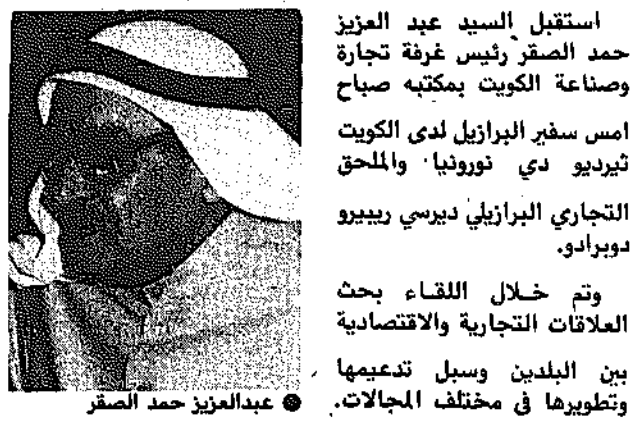 استقبل السيد عبد العزيز
حمد الصقر رئيس غرفة تجارة
وصناعة الكويت بمكتبه صباح
امس سفير البرازيل لدى الكويت
ثيرديو دي نورونيا والملحق
التجاري البرازيلي ديرسي ريبيرو
دوبرادو.
وتم خلال اللقاء بحث
العلاقات التجارية والاقتصادية
بين البلدين وسبل تدعيمها
وتطويرها في مختلف المجالات.
● عبدالعزيز حمد الصقر